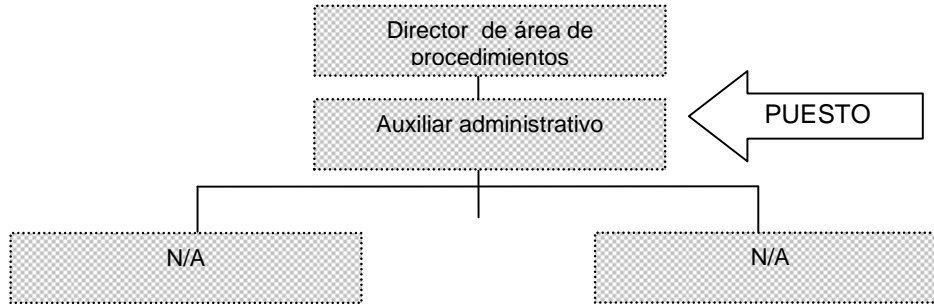 Director de área de
procedimientos
Auxiliar administrativo
PUESTO
N/A
N/A